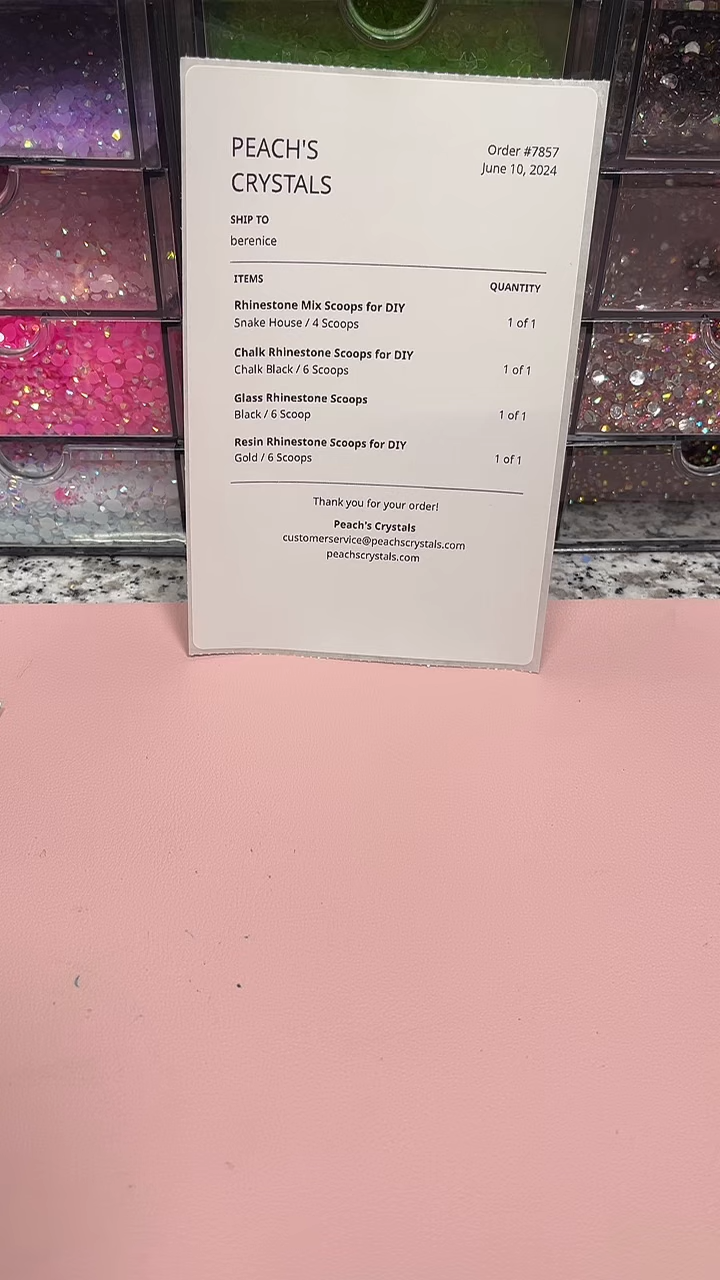 PEACH'S
CRYSTALS
Order #7857
June 10, 2024
SHIP TO
berenice
ITEMS QUANTITY
Rhinestone Mix Scoops for DIY
Snake House / 4 Scoops 1 of 1
Chalk Rhinestone Scoops for DIY
Chalk Black / 6 Scoops 1 of 1
Glass Rhinestone Scoops
Black / 6 Scoop 1 of 1
Resin Rhinestone Scoops for DIY
Gold / 6 Scoops 1 of 1
Thank you for your order!
Peach's Crystals
customerservice@peachscrystals.com
peachscrystals.com